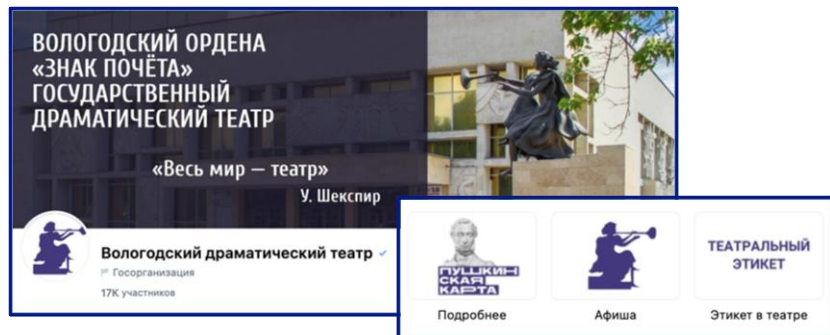 ВОЛОГОДСКИЙ ОРДЕНА
«ЗНАК ПОЧЁТА»
ГОСУДАРСТВЕННЫЙ
ДРАМАТИЧЕСКИЙ ТЕАТР
«Весь мир — театр»
У. Шекспир
Вологодский драматический театр
Госорганизация
17K участников
ПУШКИН
СКАЯ
КАРТА
Подробнее
Афиша
ТЕАТРАЛЬНЫЙ
ЭТИКЕТ
Этикет в театре